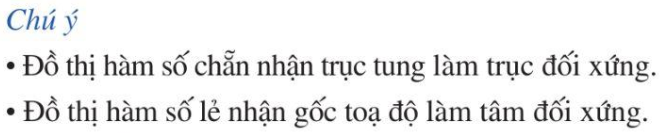 Chú ý
• Đồ thị hàm số chẵn nhận trục tung làm trục đối xứng.
• Đồ thị hàm số lẻ nhận gốc toạ độ làm tâm đối xứng.